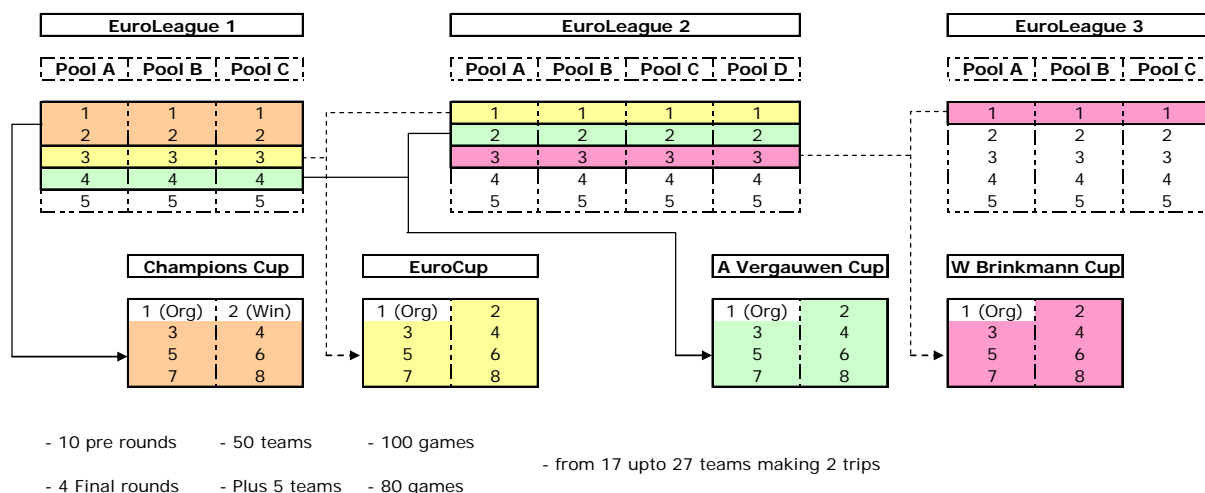 EuroLeague 1 EuroLeague 2 EuroLeague 3
Pool A Pool B Pool C Pool A Pool B Pool C Pool D Pool A Pool B Pool C
1 1 1 1 1 1 1 1 1 1
2 2 2 2 2 2 2 2 2 2
3 3 3 3 3 3 3 3 3 3
4 4 4 4 4 4 4 4 4 4
5 5 5 5 5 5 5 5 5 5
Champions Cup EuroCup A Vergauwen Cup W Brinkmann Cup
1 (Org) 2 (Win) 1 (Org) 2 1 (Org) 2 1 (Org) 2
3 4 3 4 3 4 3 4
5 6 5 6 5 6 5 6
7 8 7 8 7 8 7 8
- 10 pre rounds - 50 teams - 100 games
- from 17 upto 27 teams making 2 trips
- 4 Final rounds - Plus 5 teams - 80 games